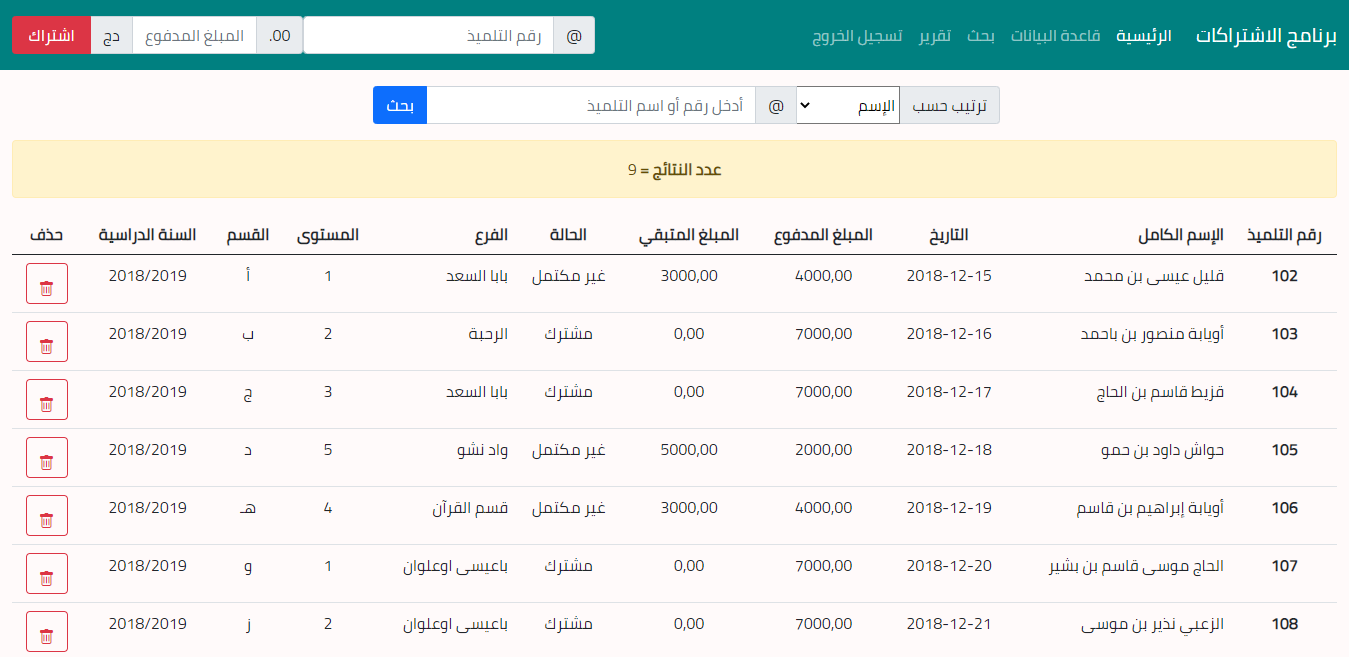 برنامج الاشتراكات الرئيسية قاعدة البيانات بحث تقرير تسجيل الخروج @ رقم التلميذ .00 المبلغ المدفوع دج اشتراك
ترتيب حسب الإسم @ أدخل رقم أو اسم التلميذ بحث
عدد النتائج = 9
رقم التلميذ الإسم الكامل التاريخ المبلغ المدفوع المبلغ المتبقي الحالة الفرع المستوى القسم السنة الدراسية حذف
102 قليل عيسى بن محمد 2018-12-15 4000,00 3000,00 غير مكتمل بابا السعد 1 أ 2018/2019
103 أويابة منصور بن باحمد 2018-12-16 7000,00 0,00 مشترك الرحبة 2 ب 2018/2019
104 قزيط قاسم بن الحاج 2018-12-17 7000,00 0,00 مشترك بابا السعد 3 ج 2018/2019
105 حواش داود بن حمو 2018-12-18 2000,00 5000,00 غير مكتمل واد نشو 5 د 2018/2019
106 أويابة إبراهيم بن قاسم 2018-12-19 4000,00 3000,00 غير مكتمل قسم القرآن 4 هـ 2018/2019
107 الحاج موسى قاسم بن بشير 2018-12-20 7000,00 0,00 مشترك باعيسى اوعلوان 1 و 2018/2019
108 الزعبي نذير بن موسى 2018-12-21 7000,00 0,00 مشترك باعيسى اوعلوان 2 ز 2018/2019